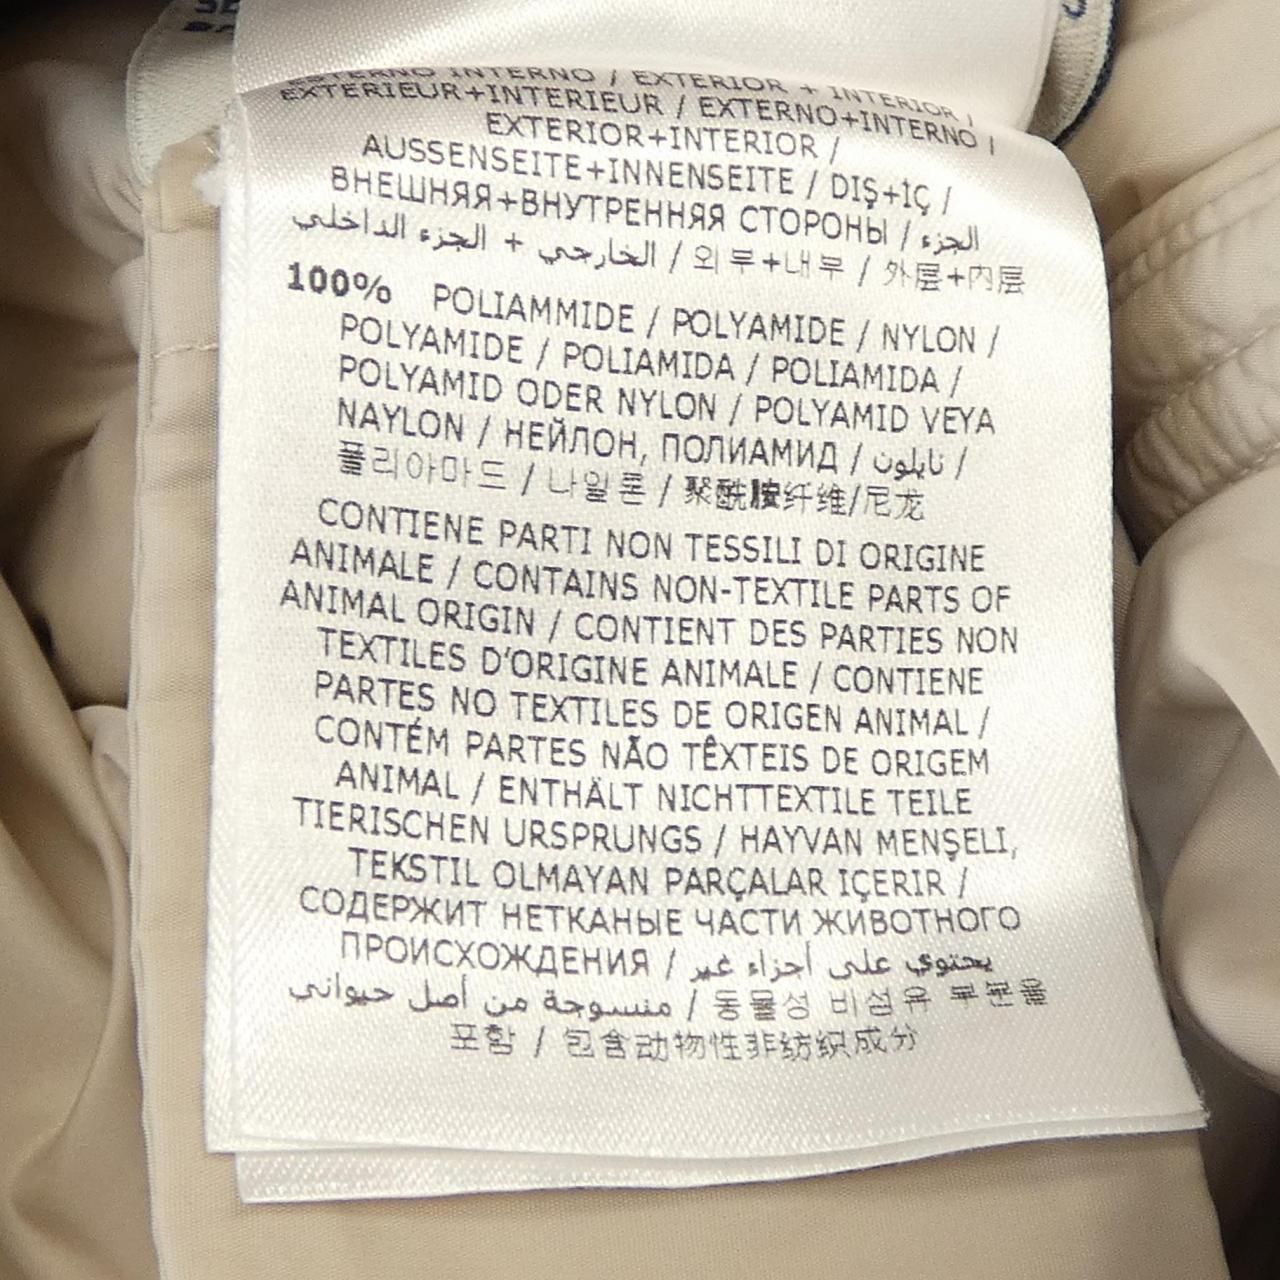 ESTERNO INTERNO / EXTERIOR + INTERIOR /
EXTERIEUR+INTERIEUR / EXTERNO+INTERNO /
EXTERIOR+INTERIOR /
AUSSENSEITE+INNENSEITE / DIŞ+İÇ /
ВНЕШНЯЯ+ВНУТРЕННЯЯ СТОРОНЫ / الجزء
الخارجي + الجزء الداخلي / 외부+내부 / 外层+内层
100% POLIAMMIDE / POLYAMIDE / NYLON /
POLYAMIDE / POLIAMIDA / POLIAMIDA /
POLYAMID ODER NYLON / POLYAMID VEYA
NAYLON / НЕЙЛОН, ПОЛИАМИД / نايلون /
폴리아마드 / 나일론 / 聚酰胺纤维/尼龙
CONTIENE PARTI NON TESSILI DI ORIGINE
ANIMALE / CONTAINS NON-TEXTILE PARTS OF
ANIMAL ORIGIN / CONTIENT DES PARTIES NON
TEXTILES D'ORIGINE ANIMALE / CONTIENE
PARTES NO TEXTILES DE ORIGEN ANIMAL /
CONTÉM PARTES NÃO TÊXTEIS DE ORIGEM
ANIMAL / ENTHÄLT NICHTTEXTILE TEILE
TIERISCHEN URSPRUNGS / HAYVAN MENŞELİ,
TEKSTİL OLMAYAN PARÇALAR İÇERİR /
СОДЕРЖИТ НЕТКАНЫЕ ЧАСТИ ЖИВОТНОГО
ПРОИСХОЖДЕНИЯ / يحتوي على أجزاء غير
منسوجة من أصل حيواني / 동물성 비섬유 부분을
포함 / 包含动物性非纺织成分